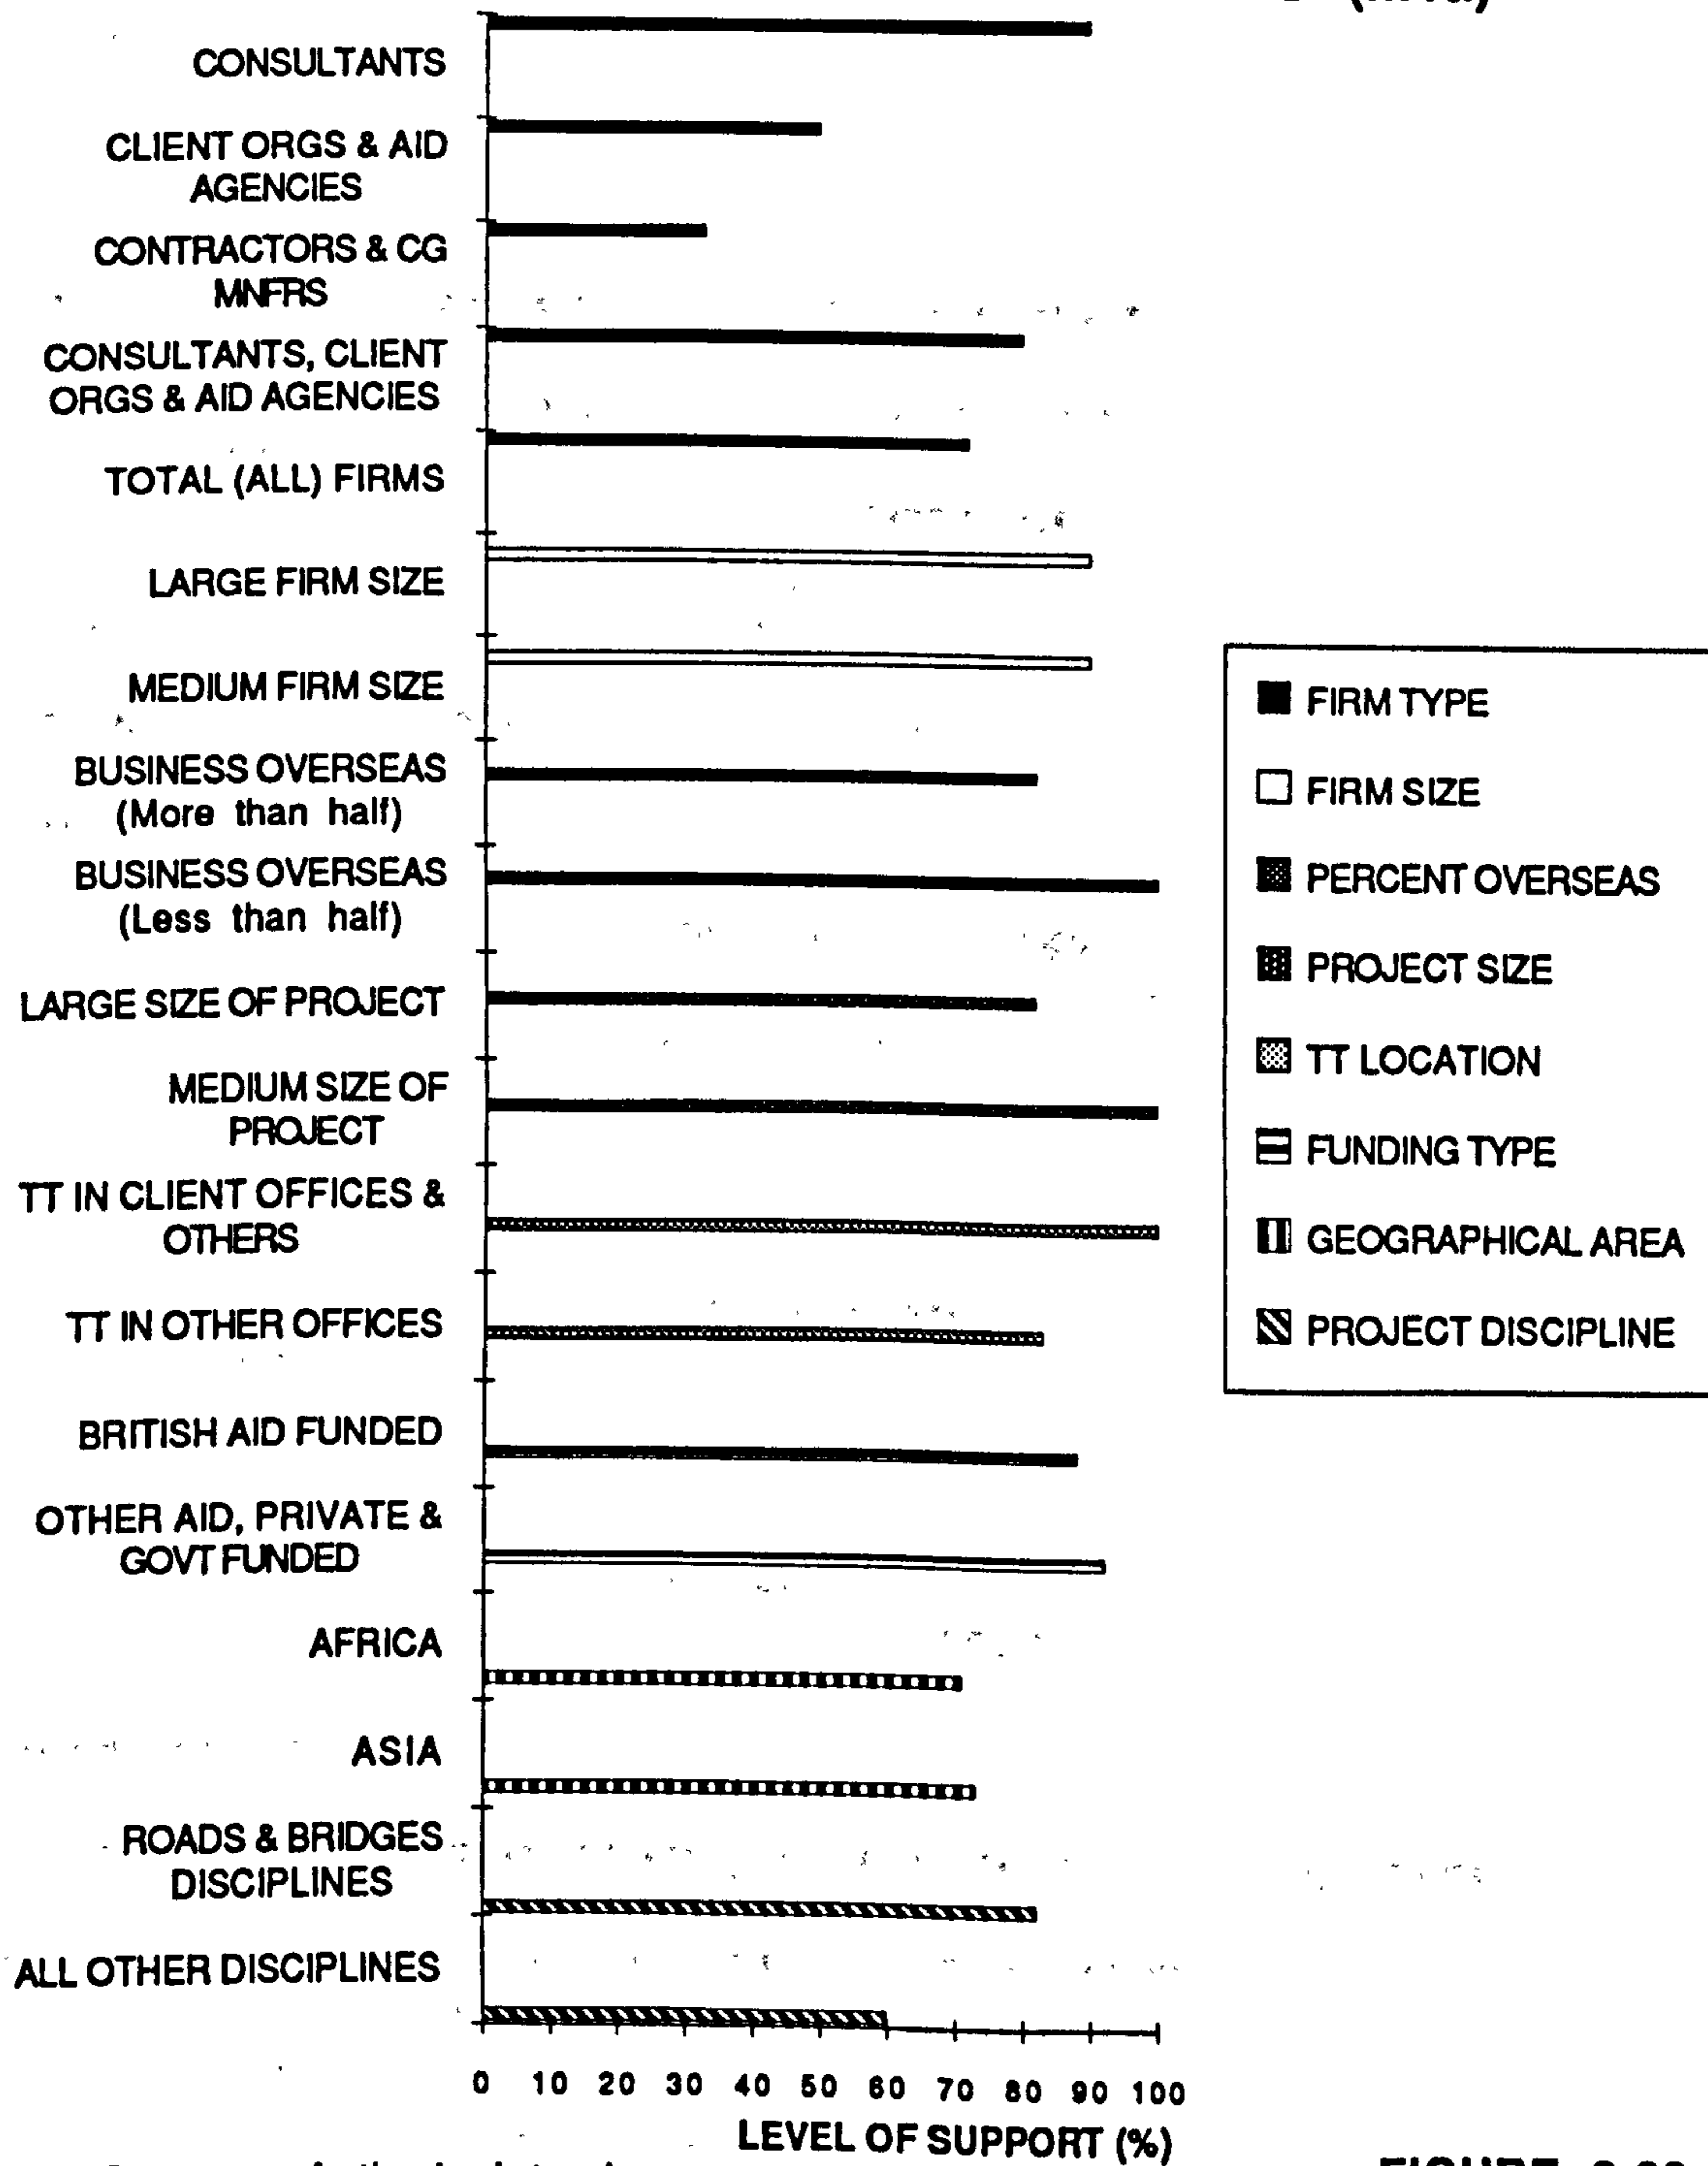 CONSULTANTS
CLIENT ORGS & AID
AGENCIES
CONTRACTORS & CG
MNFRS
CONSULTANTS, CLIENT
ORGS & AID AGENCIES
TOTAL (ALL) FIRMS
LARGE FIRM SIZE
MEDIUM FIRM SIZE
BUSINESS OVERSEAS
(More than half)
BUSINESS OVERSEAS
(Less than half)
LARGE SIZE OF PROJECT
MEDIUM SIZE OF
PROJECT
TT IN CLIENT OFFICES &
OTHERS
TT IN OTHER OFFICES
BRITISH AID FUNDED
OTHER AID, PRIVATE &
GOVT FUNDED
AFRICA
ASIA
ROADS & BRIDGES
DISCIPLINES
ALL OTHER DISCIPLINES
0 10 20 30 40 50 60 70 80 90 100
LEVEL OF SUPPORT (%)
FIRM TYPE
FIRM SIZE
PERCENT OVERSEAS
PROJECT SIZE
TT LOCATION
FUNDING TYPE
GEOGRAPHICAL AREA
PROJECT DISCIPLINE
FIGURE